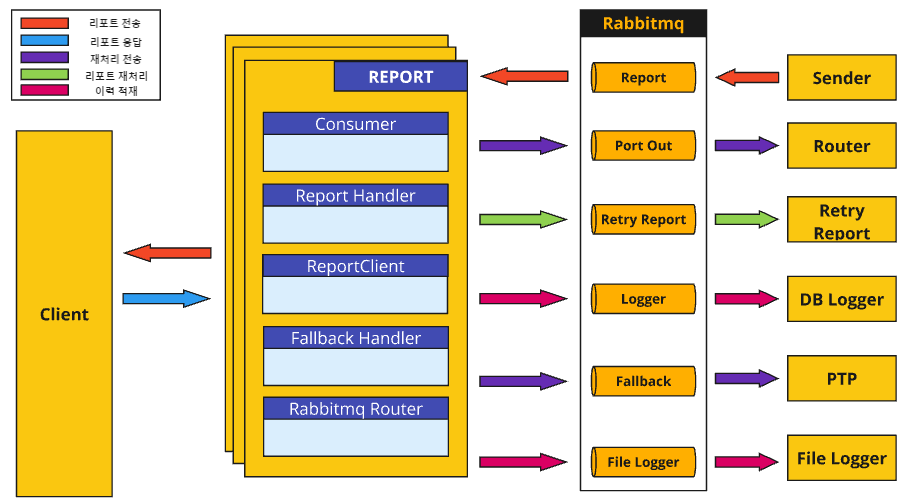 리포트 전송
리포트 응답
재처리 전송
리포트 재처리
이력 적재
Client
REPORT
Consumer
Report Handler
ReportClient
Fallback Handler
Rabbitmq Router
Rabbitmq
Report
Port Out
Retry Report
Logger
Fallback
File Logger
Sender
Router
Retry
Report
DB Logger
PTP
File Logger